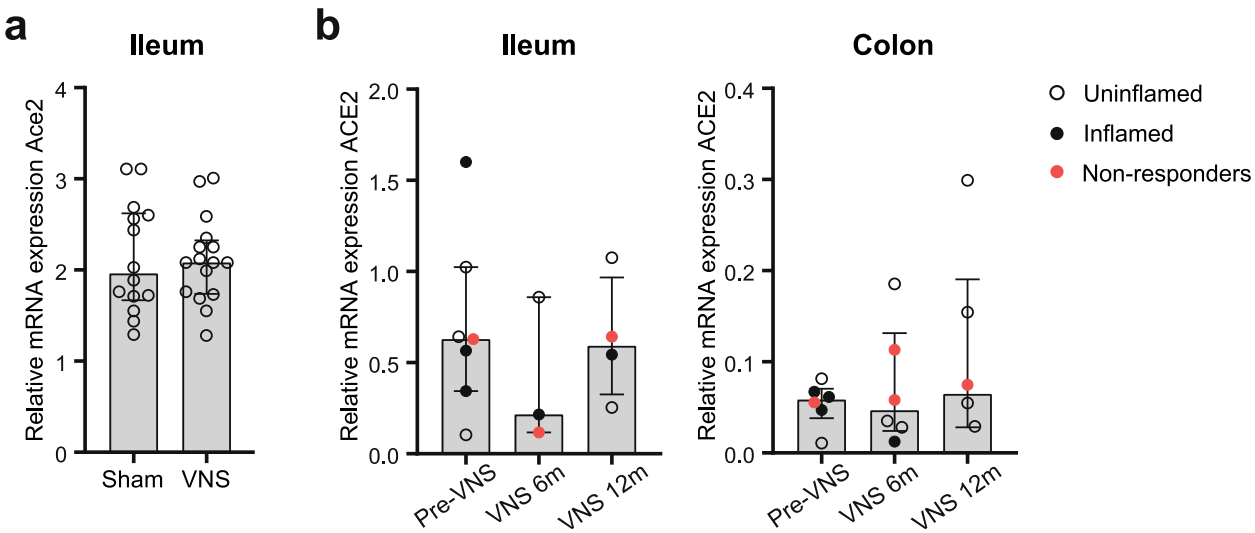 a
Ileum
Relative mRNA expression Ace2
4
3
2
1
0
Sham
VNS
b
Ileum
Relative mRNA expression ACE2
2.0
1.5
1.0
0.5
0.0
Pre-VNS
VNS 6m
VNS 12m
Colon
Relative mRNA expression ACE2
0.4
0.3
0.2
0.1
0.0
Pre-VNS
VNS 6m
VNS 12m
Uninflamed
Inflamed
Non-responders